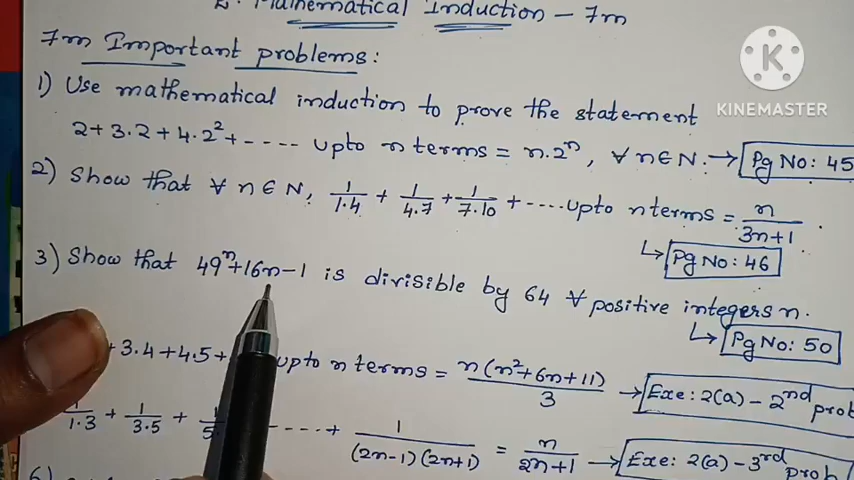 2. Mathematical Induction - 7m
7m Important problems:
KINEMASTER
1) Use mathematical induction to prove the statement
2+3.2+4.2²+ ---- upto n terms = n.2ⁿ, ∀ n∈N. → Pg No: 45
2) Show that ∀ n∈N, 1/1.4 + 1/4.7 + 1/7.10 + ---- upto n terms = n/3n+1.
↳ Pg No: 46
3) Show that 49ⁿ+16n-1 is divisible by 64 ∀ positive integers n.
↳ Pg No: 50
+3.4+4.5+ upto n terms = n(n²+6n+11)/3 → Exe: 2(a) - 2nd prob
1/1.3 + 1/3.5 + ----+ 1/(2n-1)(2n+1) = n/2n+1 → Exe: 2(a) - 3rd prob
6)